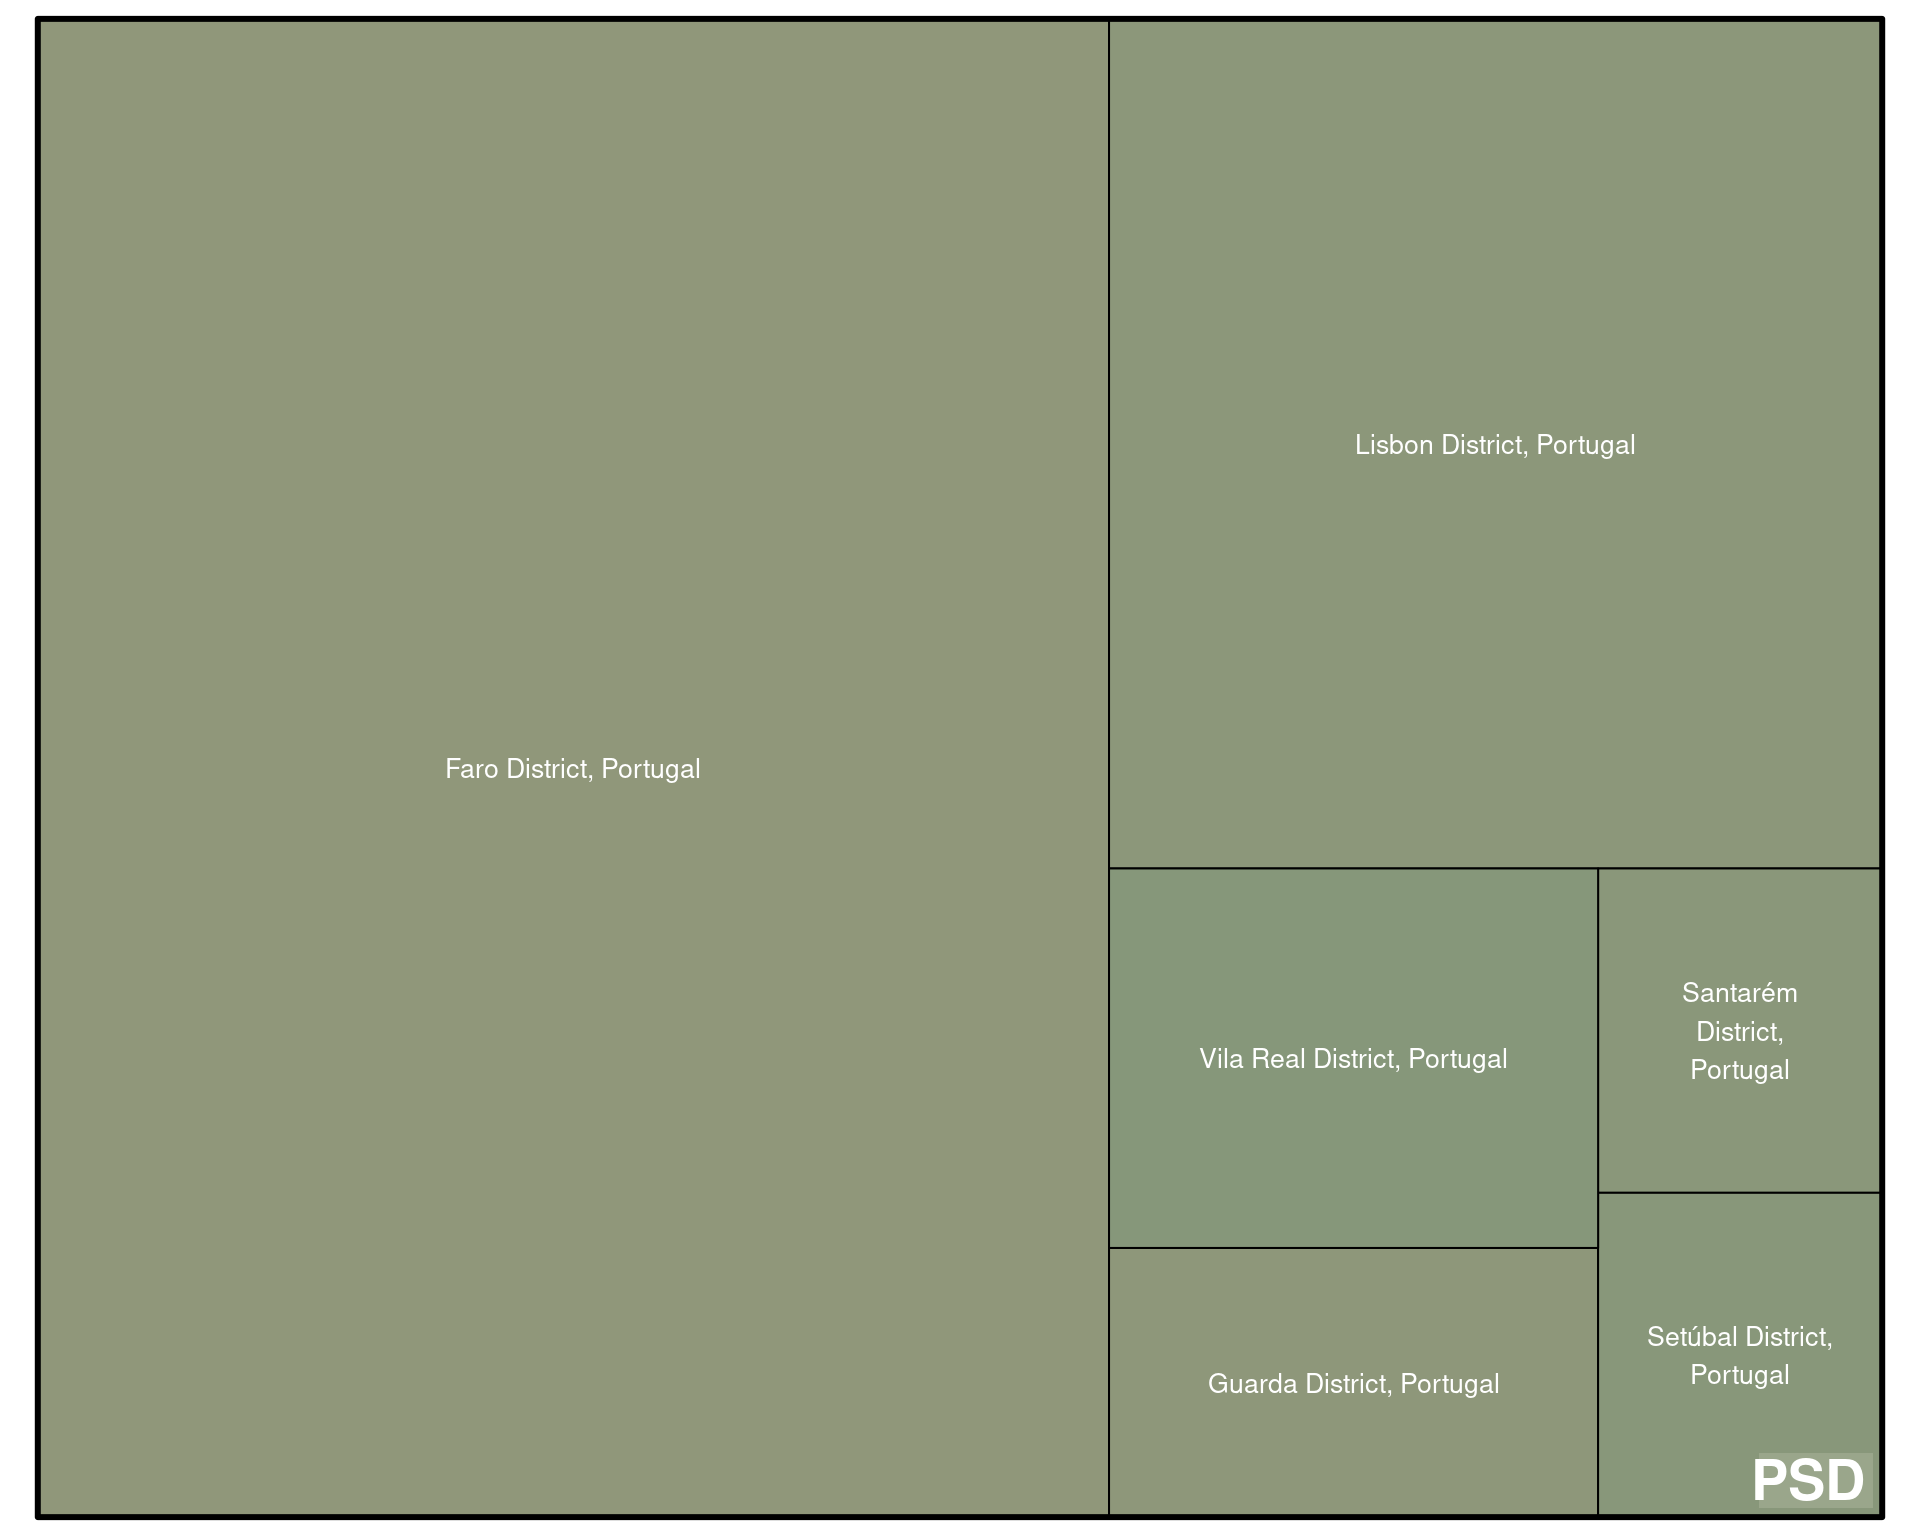 Faro District, Portugal
Lisbon District, Portugal
Vila Real District, Portugal
Santarém
District,
Portugal
Guarda District, Portugal
Setúbal District,
Portugal
PSD